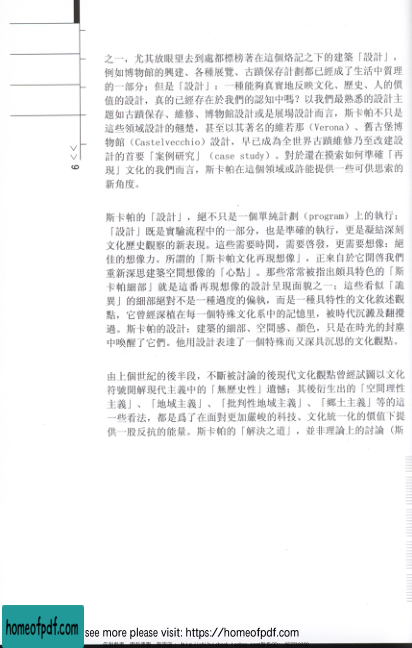 之一，尤其放眼望去到處都標榜著在這個烙記之下的建築「設計」，
例如博物館的興建、各種展覽、古蹟保存計劃都已經成了生活中質理
的一部分；但是「設計」：一種能夠真實地反映文化、歷史、人的價
值的設計，真的已經存在於我們的認知中嗎？以我們最熟悉的設計主
題如古蹟保存、維修、博物館設計或是展場設計而言，斯卡帕不只是
這些領域設計的翹楚，甚至以其著名的維若那（Verona）、舊古堡博
物館（Castelvecchio）設計，早已成為全世界古蹟維修乃至改建設
計的首要「案例研究」（case study）。對於還在摸索如何準確「再
現」文化的我們而言，斯卡帕在這個領域或許能提供一些可供思索的
新角度。
9
斯卡帕的「設計」，絕不只是一個單純計劃（program）上的執行；
「設計」既是實驗流程中的一部分，也是準確的執行，更是凝結深刻
文化歷史觀察的新表現。這些需要時間，需要啓發，更需要想像：絕
佳的想像力。所謂的「斯卡帕文化再現想像」，正來自於它開啓我們
重新深思建築空間想像的「心點」。那些常常被指出頗具特色的「斯
卡帕細部」就是這番再現想像的設計呈現面貌之一；這些看似「詭
異」的細部絕對不是一種過度的偏執，而是一種具特性的文化敘述觀
點，它曾經深植在每一個特殊文化系中的記憶里，被時代沉澱及翻攪
過。斯卡帕的設計：建築的細部、空間感、顏色，只是在時光的封塵
中喚醒了它們。他用設計表達了一個特殊而又深具沉思的文化觀點。
由上個世紀的後半段，不斷被討論的後現代文化觀點曾經試圖以文化
符號開解現代主義中的「無歷史性」遺憾；其後衍生出的「空間理性
主義」、「地域主義」、「批判性地域主義」、「鄉土主義」等的這
一些看法，都是爲了在面對更加嚴峻的科技、文化統一化的價值下提
供一股反抗的能量。斯卡帕的「解決之道」，並非理論上的討論（斯
homeofpdf.com
see more please visit: https://homeofpdf.com